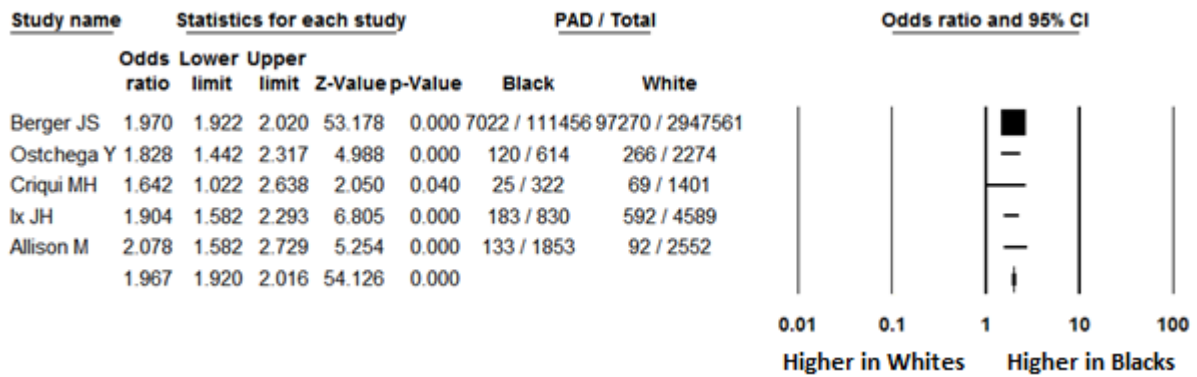 Study name Statistics for each study PAD / Total Odds ratio and 95% CI
Odds Lower Upper
ratio limit limit Z-Value p-Value Black White
Berger JS 1.970 1.922 2.020 53.178 0.000 7022 / 111456 97270 / 2947561
Ostchega Y 1.828 1.442 2.317 4.988 0.000 120 / 614 266 / 2274
Criqui MH 1.642 1.022 2.638 2.050 0.040 25 / 322 69 / 1401
Ix JH 1.904 1.582 2.293 6.805 0.000 183 / 830 592 / 4589
Allison M 2.078 1.582 2.729 5.254 0.000 133 / 1853 92 / 2552
1.967 1.920 2.016 54.126 0.000
0.01 0.1 1 10 100
Higher in Whites Higher in Blacks